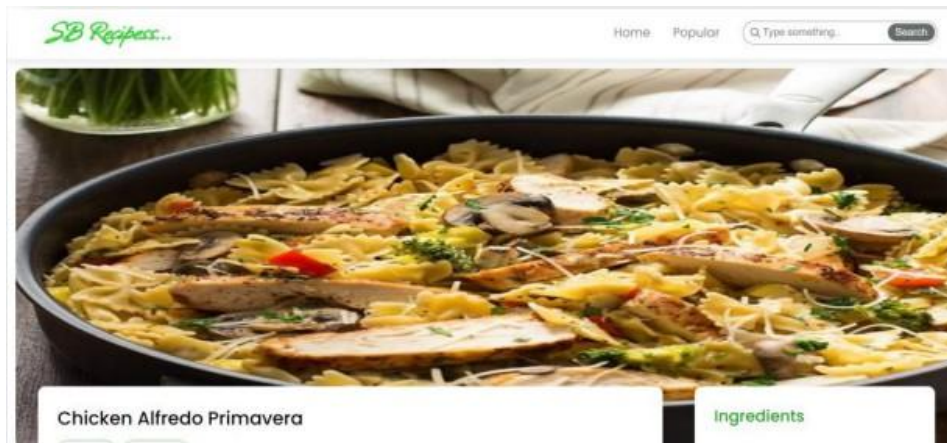 SB Recipess...
Home Popular Type something.. Search
Chicken Alfredo Primavera
Ingredients